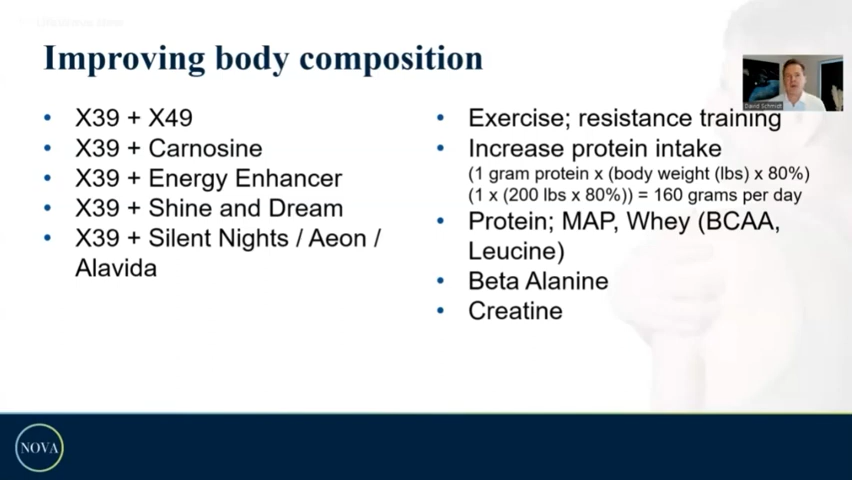 Improving body composition
• X39 + X49
• X39 + Carnosine
• X39 + Energy Enhancer
• X39 + Shine and Dream
• X39 + Silent Nights / Aeon /
Alavida
• Exercise; resistance training
• Increase protein intake
(1 gram protein x (body weight (lbs) x 80%)
(1 x (200 lbs x 80%)) = 160 grams per day
• Protein; MAP, Whey (BCAA,
Leucine)
• Beta Alanine
• Creatine
David Schmidt
NOVA